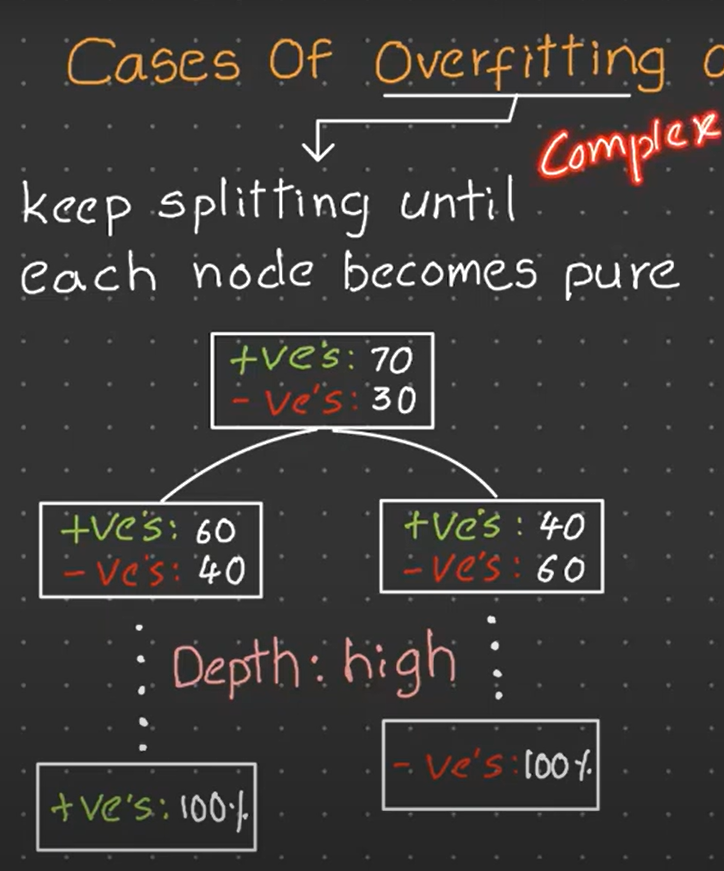 Cases Of Overfitting
Complex
keep splitting until
each node becomes pure
+ve's: 70
- ve's: 30
+ve's: 60
- ve's: 40
+ve's: 40
- ve's: 60
Depth: high
- ve's: 100%
+ve's: 100%